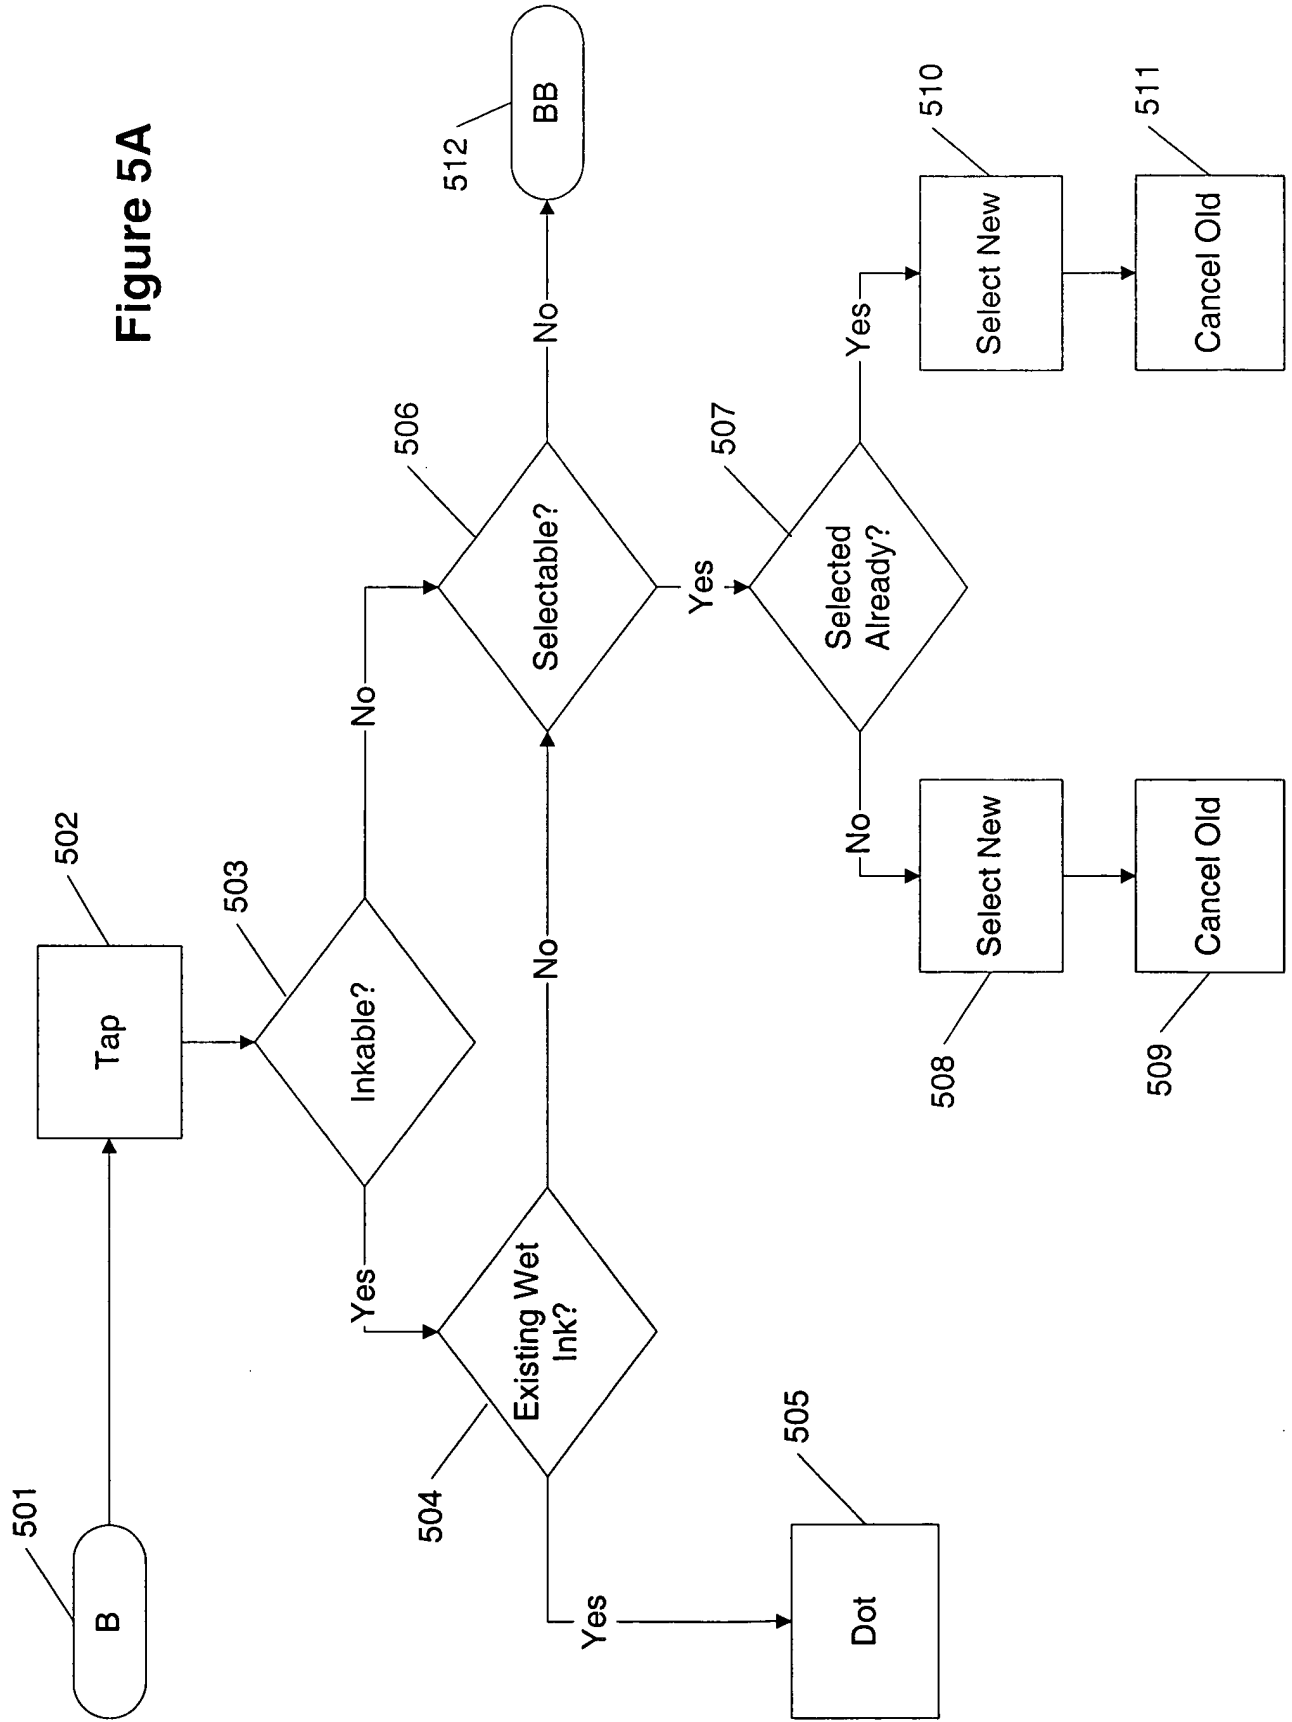 Figure 5A
501
B
502
Tap
503
Inkable?
Yes
No
504
Existing Wet
Ink?
Yes
No
505
Dot
506
Selectable?
No
512
BB
Yes
507
Selected
Already?
No
Yes
508
Select New
509
Cancel Old
510
Select New
511
Cancel Old